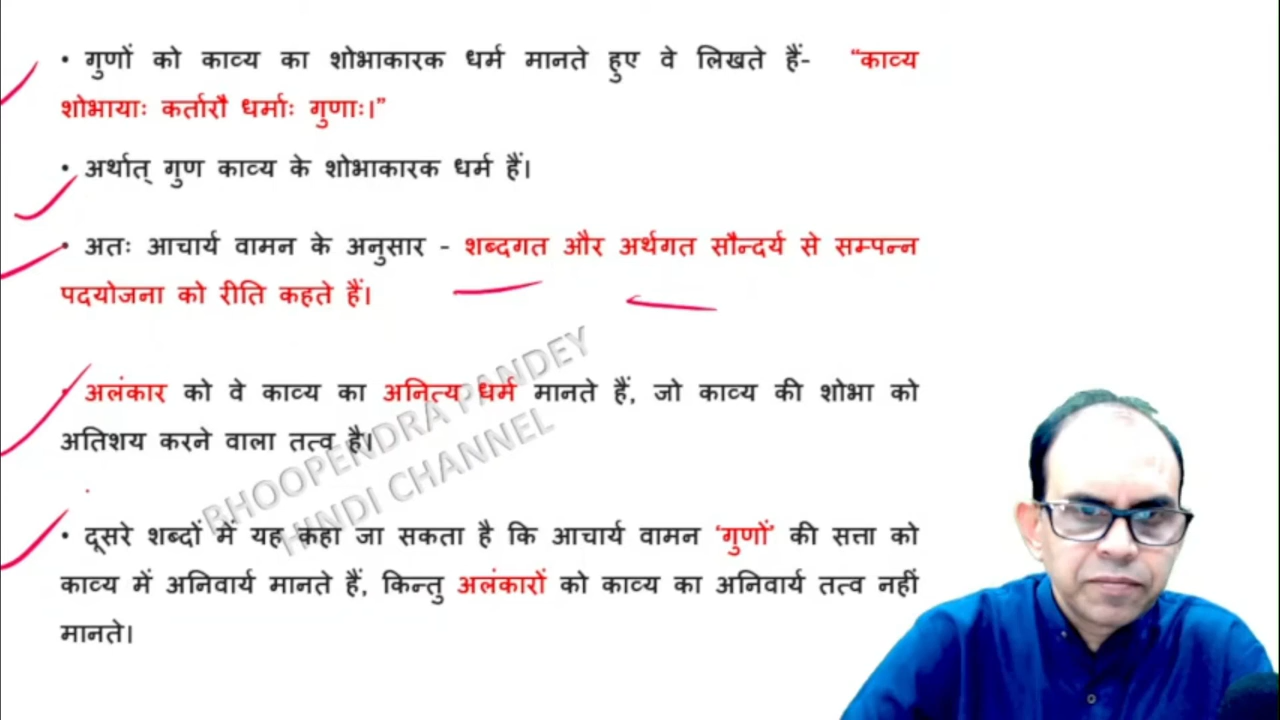 • गुणों को काव्य का शोभाकारक धर्म मानते हुए वे लिखते हैं- “काव्य
शोभायाः कर्तारौ धर्माः गुणाः।”
• अर्थात् गुण काव्य के शोभाकारक धर्म हैं।
• अतः आचार्य वामन के अनुसार - शब्दगत और अर्थगत सौन्दर्य से सम्पन्न
पदयोजना को रीति कहते हैं।
• अलंकार को वे काव्य का अनित्य धर्म मानते हैं, जो काव्य की शोभा को
अतिशय करने वाला तत्व है।
• दूसरे शब्दों में यह कहा जा सकता है कि आचार्य वामन ‘गुणों’ की सत्ता को
काव्य में अनिवार्य मानते हैं, किन्तु अलंकारों को काव्य का अनिवार्य तत्व नहीं
मानते।
BHOOPENDRA PANDEY
HINDI CHANNEL